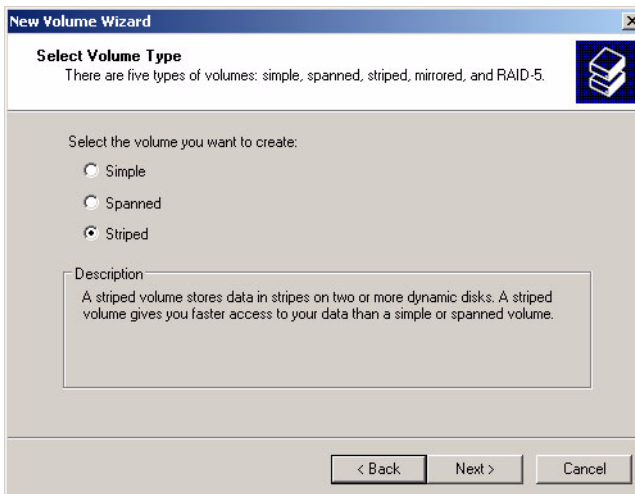 New Volume Wizard
Select Volume Type
There are five types of volumes: simple, spanned, striped, mirrored, and RAID-5.
Select the volume you want to create:
Simple
Spanned
Striped
Description
A striped volume stores data in stripes on two or more dynamic disks. A striped
volume gives you faster access to your data than a simple or spanned volume.
< Back
Next >
Cancel